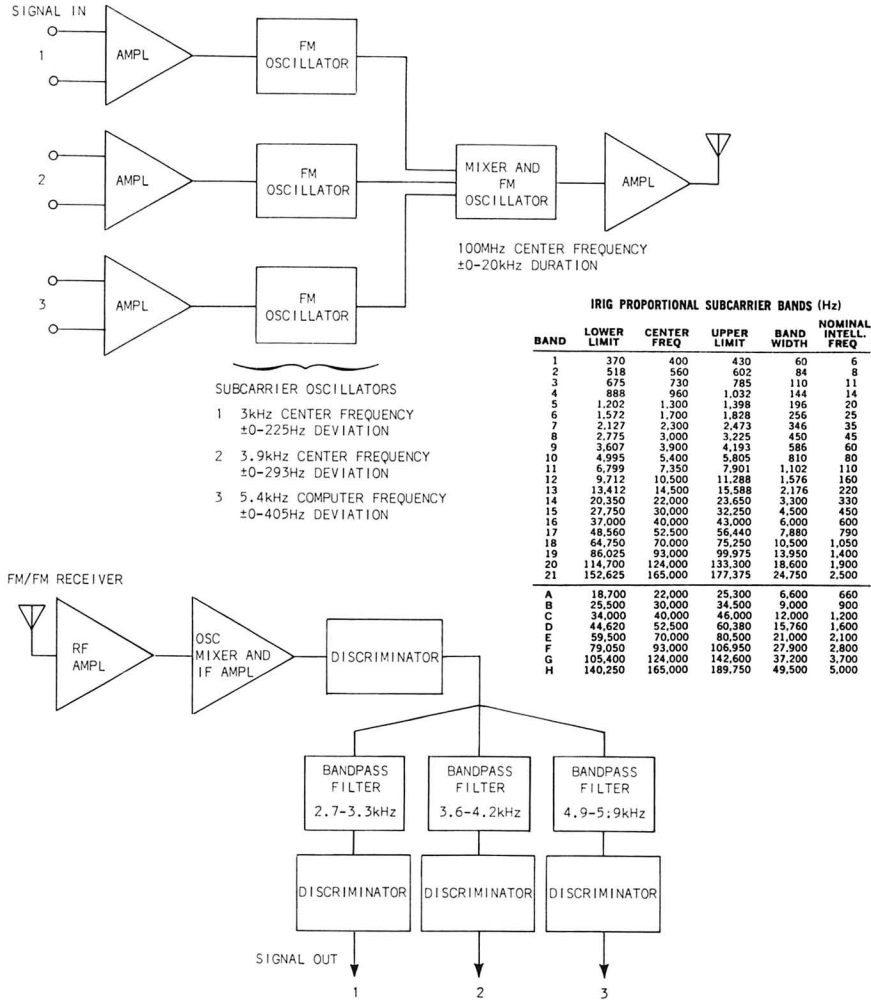 SIGNAL IN
1
AMPL
FM
OSCILLATOR
2
AMPL
FM
OSCILLATOR
MIXER AND
FM
OSCILLATOR
AMPL
100MHz CENTER FREQUENCY
±0-20kHz DURATION
3
AMPL
FM
OSCILLATOR
SUBCARRIER OSCILLATORS
1 3kHz CENTER FREQUENCY
±0-225Hz DEVIATION
2 3.9kHz CENTER FREQUENCY
±0-293Hz DEVIATION
3 5.4kHz COMPUTER FREQUENCY
±0-405Hz DEVIATION
IRIG PROPORTIONAL SUBCARRIER BANDS (Hz)
BAND LOWER LIMIT CENTER FREQ UPPER LIMIT BAND WIDTH NOMINAL INTELL. FREQ
1 370 400 430 60 6
2 518 560 602 84 8
3 675 730 785 110 11
4 888 960 1,032 144 14
5 1,202 1,300 1,398 196 20
6 1,572 1,700 1,828 256 25
7 2,127 2,300 2,473 346 35
8 2,775 3,000 3,225 450 45
9 3,607 3,900 4,193 586 60
10 4,995 5,400 5,805 810 80
11 6,799 7,350 7,901 1,102 110
12 9,712 10,500 11,288 1,576 160
13 13,412 14,500 15,588 2,176 220
14 20,350 22,000 23,650 3,300 330
15 27,750 30,000 32,250 4,500 450
16 37,000 40,000 43,000 6,000 600
17 48,560 52,500 56,440 7,880 790
18 64,750 70,000 75,250 10,500 1,050
19 86,025 93,000 99,975 13,950 1,400
20 114,700 124,000 133,300 18,600 1,900
21 152,625 165,000 177,375 24,750 2,500
A 18,700 22,000 25,300 6,600 660
B 25,500 30,000 34,500 9,000 900
C 34,000 40,000 46,000 12,000 1,200
D 44,620 52,500 60,380 15,760 1,600
E 59,500 70,000 80,500 21,000 2,100
F 79,050 93,000 106,950 27,900 2,800
G 105,400 124,000 142,600 37,200 3,700
H 140,250 165,000 189,750 49,500 5,000
FM/FM RECEIVER
RF
AMPL
OSC
MIXER AND
IF AMPL
DISCRIMINATOR
BANDPASS
FILTER
2.7-3.3kHz
BANDPASS
FILTER
3.6-4.2kHz
BANDPASS
FILTER
4.9-5:9kHz
DISCRIMINATOR
DISCRIMINATOR
DISCRIMINATOR
SIGNAL OUT
1
2
3